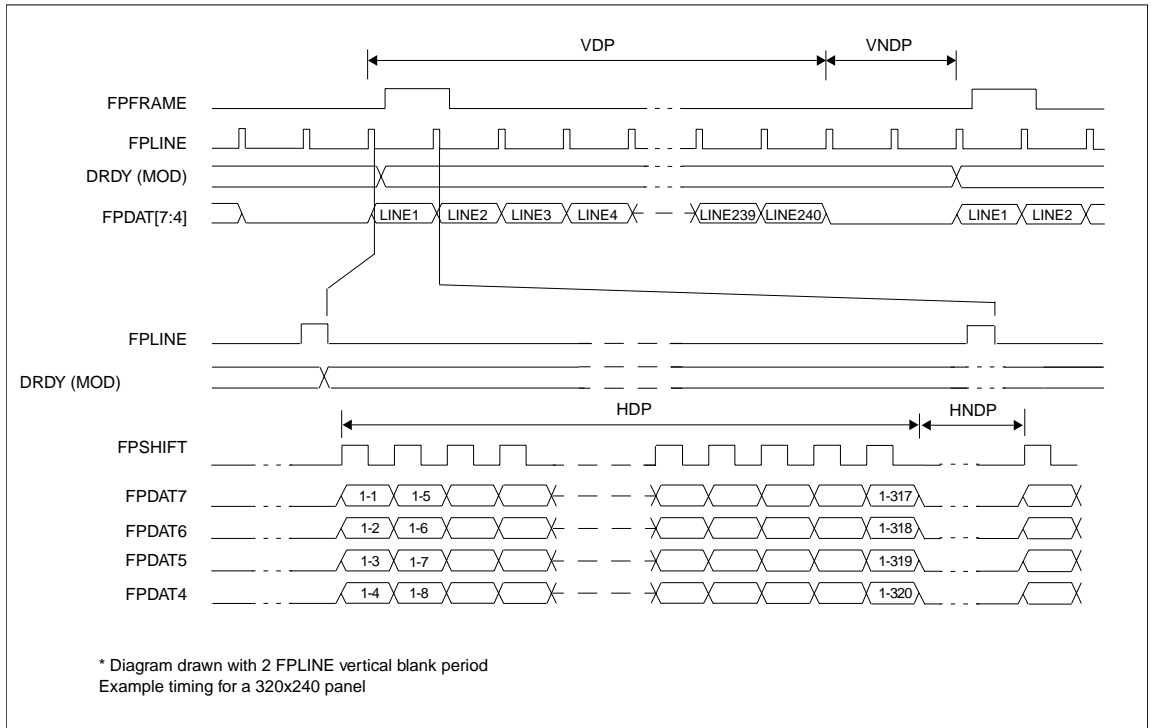 VDP VNDP
FPFRAME
FPLINE
DRDY (MOD)
FPDAT[7:4] LINE1 LINE2 LINE3 LINE4 LINE239 LINE240 LINE1 LINE2
FPLINE
DRDY (MOD)
HDP HNDP
FPSHIFT
FPDAT7 1-1 1-5 1-317
FPDAT6 1-2 1-6 1-318
FPDAT5 1-3 1-7 1-319
FPDAT4 1-4 1-8 1-320
* Diagram drawn with 2 FPLINE vertical blank period
Example timing for a 320x240 panel